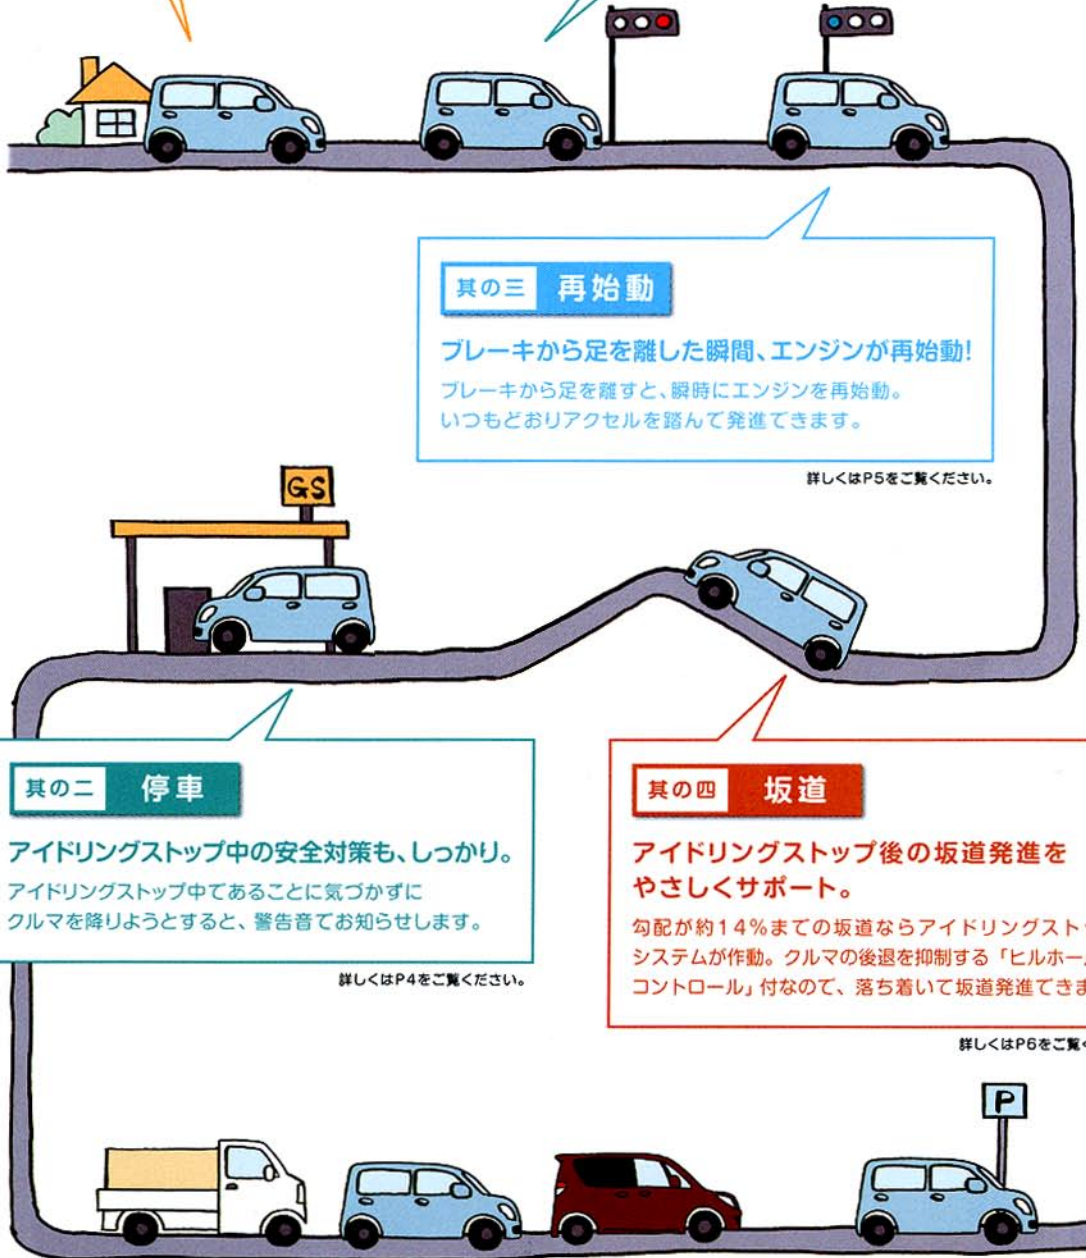 其の三 再始動
ブレーキから足を離した瞬間、エンジンが再始動!
ブレーキから足を離すと、瞬時にエンジンを再始動。
いつもどおりアクセルを踏んで発進できます。
詳しくはP5をご覧ください。
GS
其の二 停車
アイドリングストップ中の安全対策も、しっかり。
アイドリングストップ中であることに気づかずに
クルマを降りようとすると、警告音でお知らせします。
詳しくはP4をご覧ください。
其の四 坂道
アイドリングストップ後の坂道発進を
やさしくサポート。
勾配が約14%までの坂道ならアイドリングスト
システムが作動。クルマの後退を抑制する「ヒルホー
コントロール」付なので、落ち着いて坂道発進できま
詳しくはP6をご覧
P